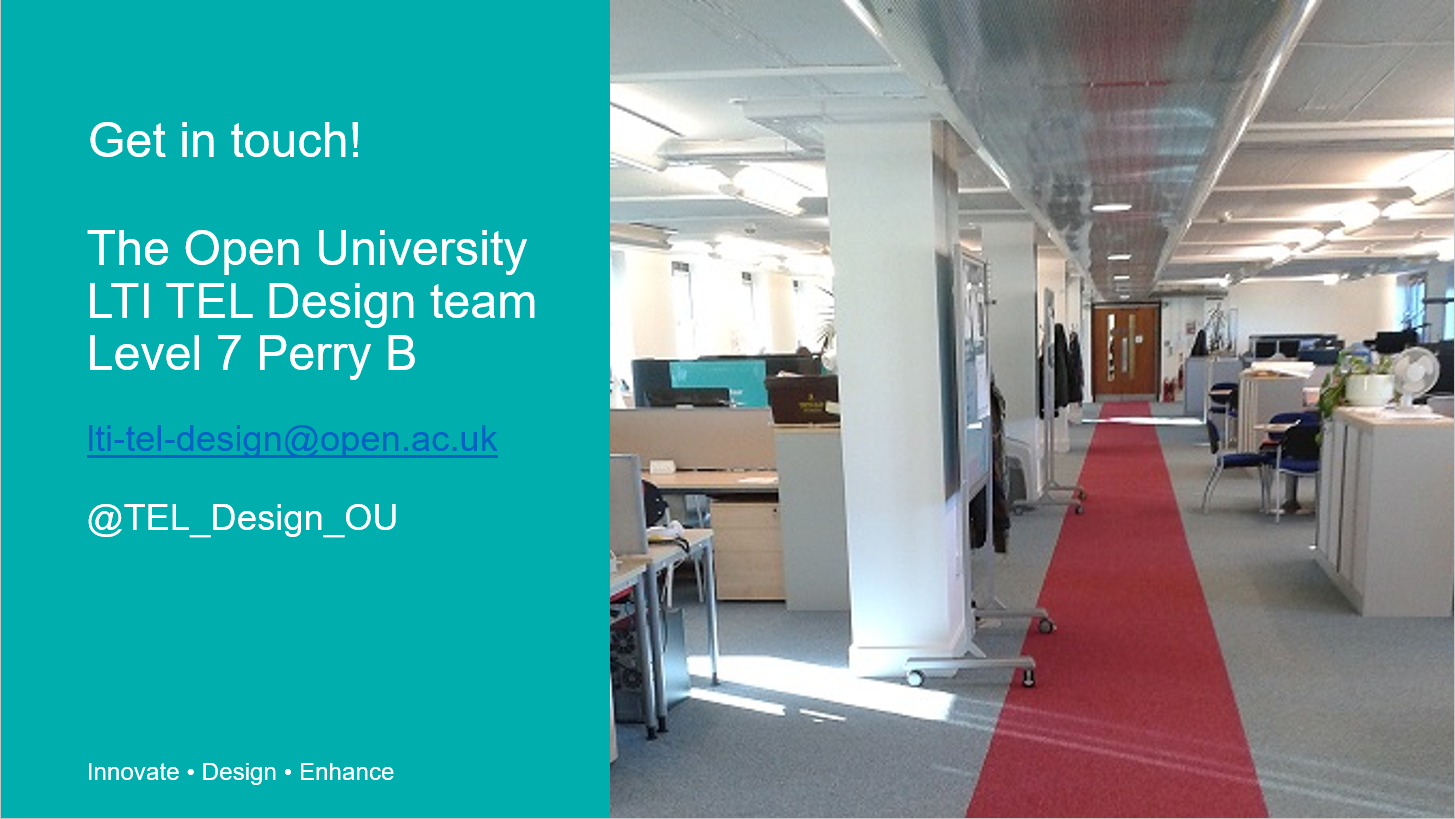 Get in touch!
The Open University
LTI TEL Design team
Level 7 Perry B
lti-tel-design@open.ac.uk
@TEL_Design_OU
Innovate • Design • Enhance